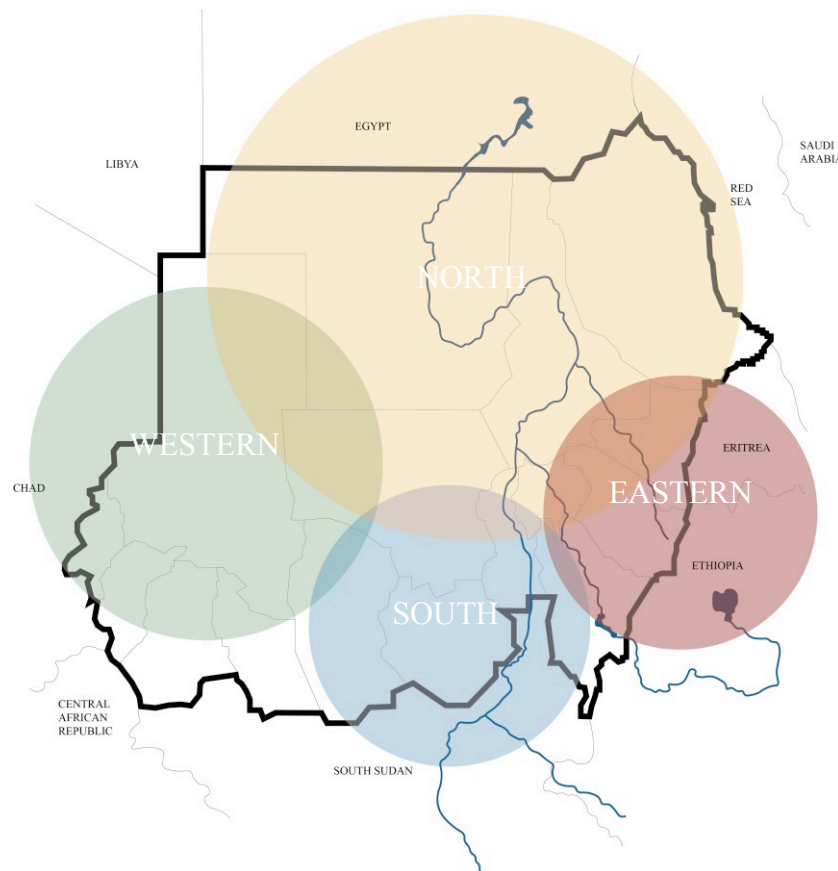 EGYPT
SAUDI
ARABIA
LIBYA
RED
SEA
NORTH
WESTERN
ERITREA
CHAD
EASTERN
ETHIOPIA
SOUTH
CENTRAL
AFRICAN
REPUBLIC
SOUTH SUDAN